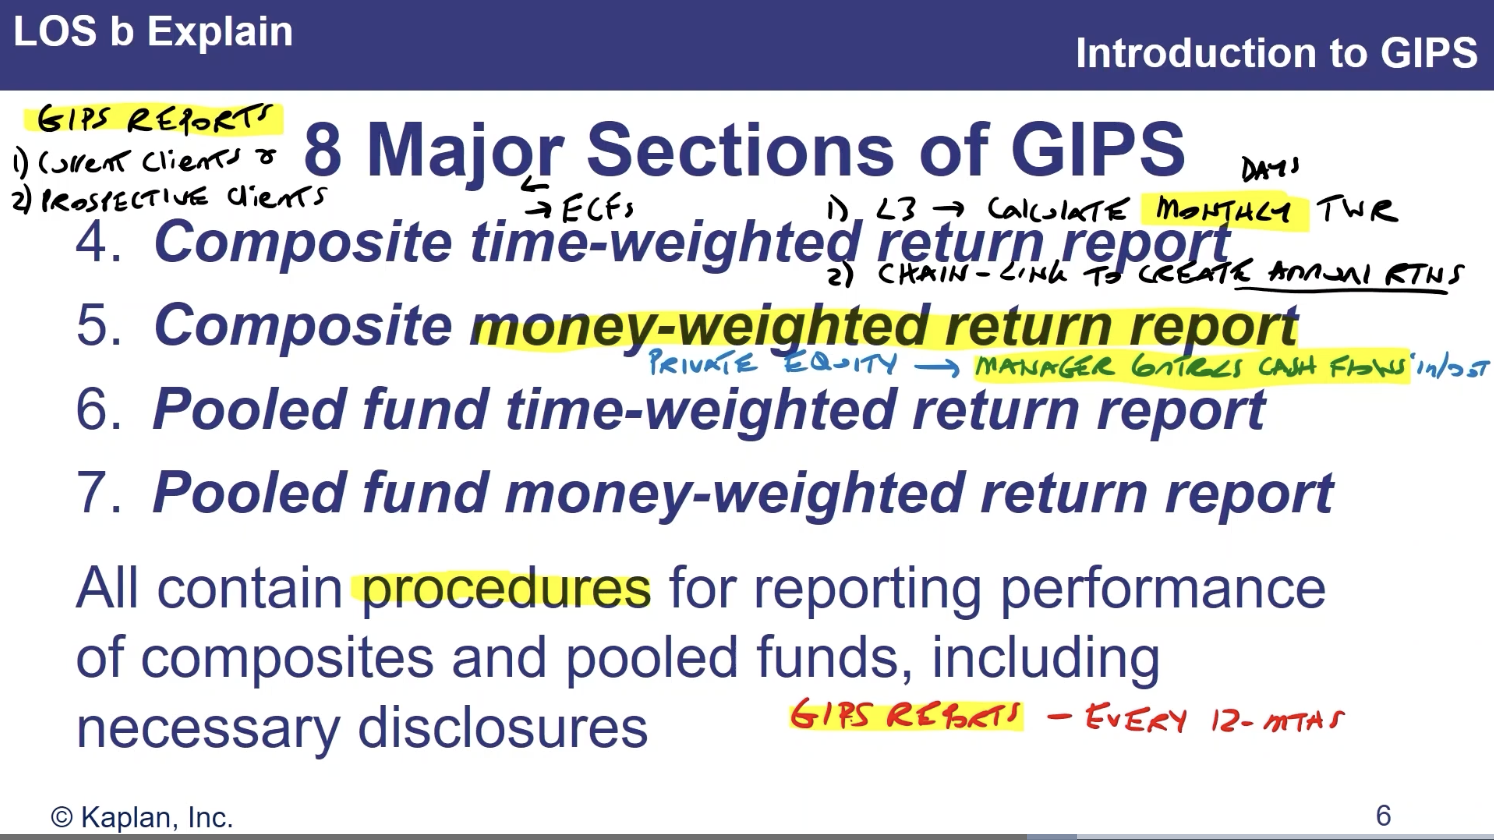 LOS b Explain
Introduction to GIPS
GIPS REPORTS
1) Current Clients &
2) PROSPECTIVE Clients
8 Major Sections of GIPS
DAYS
→ ECFs
1) L3 → Calculate MONTHLY TWR
4. Composite time-weighted return report
2) CHAIN-LINK TO CREATE ANNUAL RTNS
5. Composite money-weighted return report
PRIVATE EQUITY → MANAGER CONTROLS CASH FLOWS in/out
6. Pooled fund time-weighted return report
7. Pooled fund money-weighted return report
All contain procedures for reporting performance
of composites and pooled funds, including
necessary disclosures
GIPS REPORTS - EVERY 12-MTHS
© Kaplan, Inc.
6